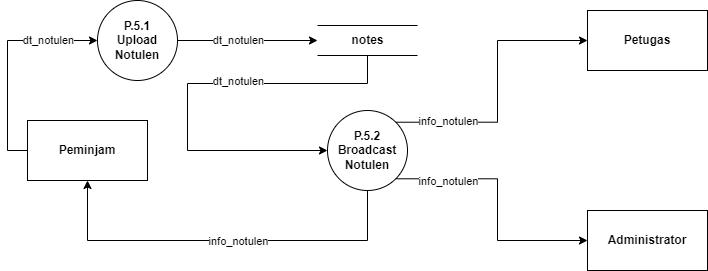 P.5.1
Upload
Notulen
dt_notulen
dt_notulen
notes
Petugas
dt_notulen
Peminjam
P.5.2
Broadcast
Notulen
info_notulen
info_notulen
info_notulen
Administrator